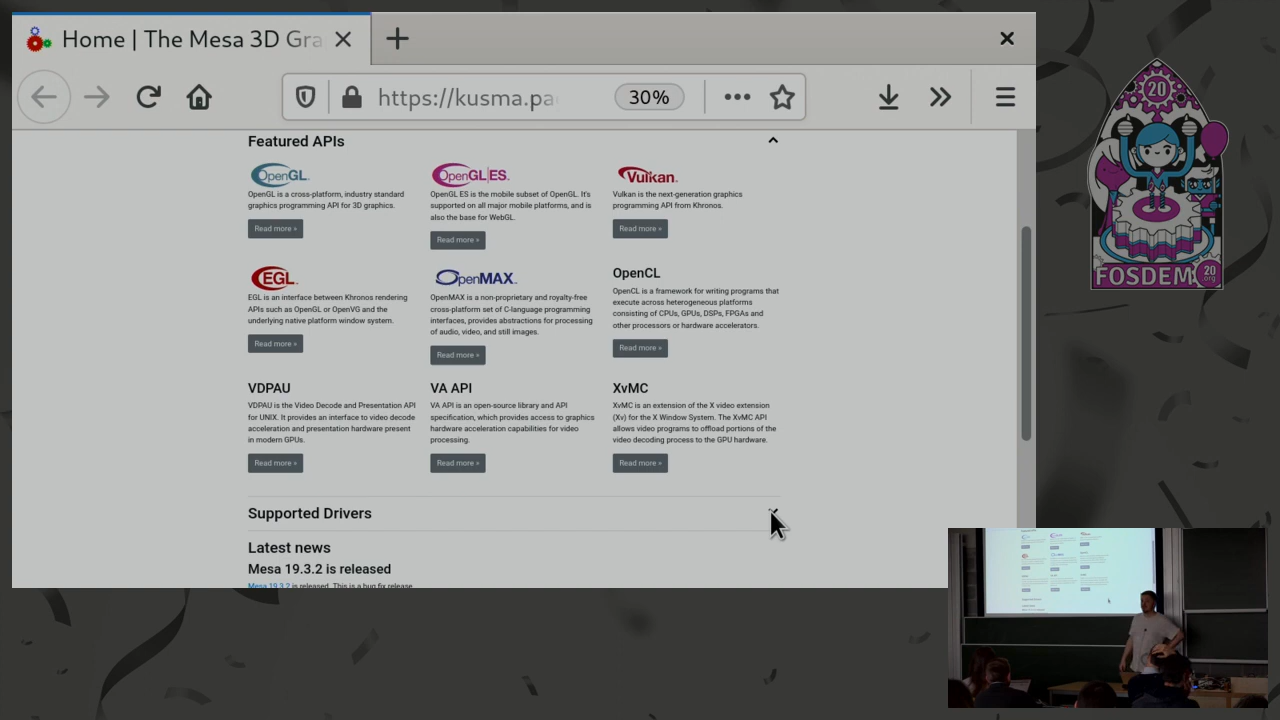 Home | The Mesa 3D Gra
https://kusma.pa
30%
Featured APIs
OpenGL.
OpenGL is a cross-platform, industry standard
graphics programming API for 3D graphics.
Read more »
OpenGL|ES.
OpenGL ES is the mobile subset of OpenGL. It's
supported on all major mobile platforms, and is
also the base for WebGL.
Read more »
Vulkan.
Vulkan is the next-generation graphics
programming API from Khronos.
Read more »
EGL.
EGL is an interface between Khronos rendering
APIs such as OpenGL or OpenVG and the
underlying native platform window system.
Read more »
OpenMAX.
OpenMAX is a non-proprietary and royalty-free
cross-platform set of C-language programming
interfaces, provides abstractions for processing
of audio, video, and still images.
Read more »
OpenCL
OpenCL is a framework for writing programs that
execute across heterogeneous platforms
consisting of CPUs, GPUs, DSPs, FPGAs and
other processors or hardware accelerators.
Read more »
VDPAU
VDPAU is the Video Decode and Presentation API
for UNIX. It provides an interface to video decode
acceleration and presentation hardware present
in modern GPUs.
Read more »
VA API
VA API is an open-source library and API
specification, which provides access to graphics
hardware acceleration capabilities for video
processing.
Read more »
XvMC
XvMC is an extension of the X video extension
(Xv) for the X Window System. The XvMC API
allows video programs to offload portions of the
video decoding process to the GPU hardware.
Read more »
Supported Drivers
Latest news
Mesa 19.3.2 is released
Mesa 19.3.2 is released. This is a bug fix release
20
FOSDEM
20
.org